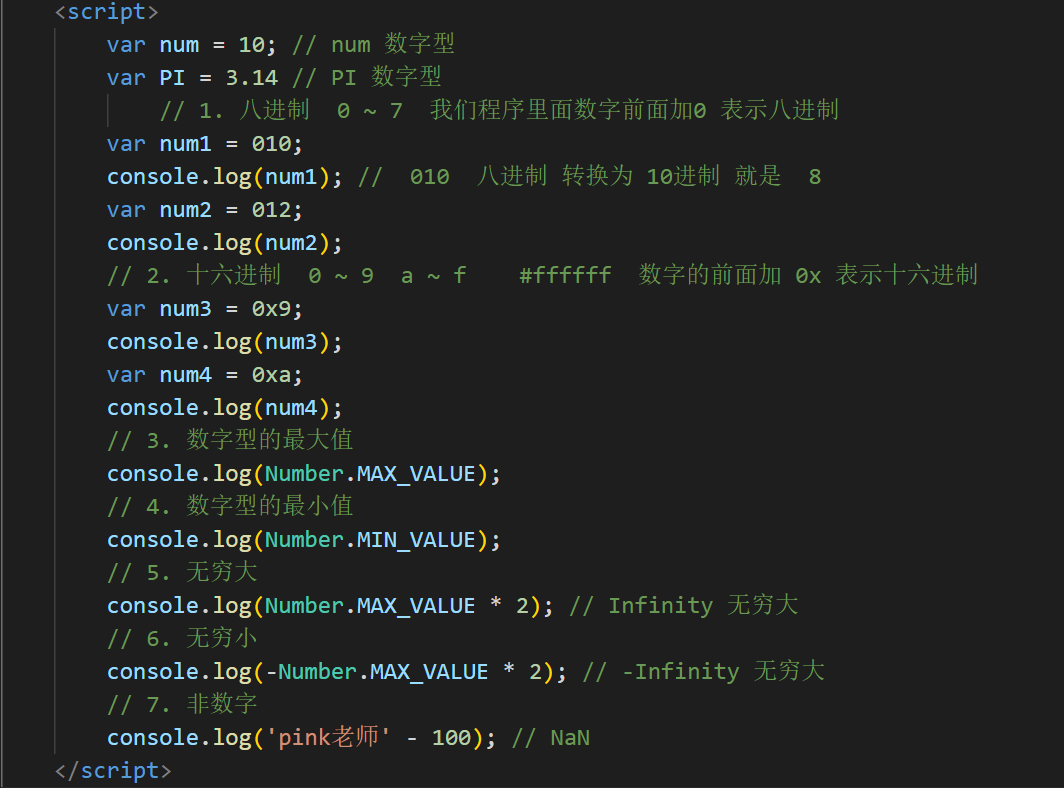 <script>
var num = 10; // num 数字型
var PI = 3.14 // PI 数字型
// 1. 八进制  0 ~ 7  我们程序里面数字前面加0 表示八进制
var num1 = 010;
console.log(num1); //  010  八进制 转换为 10进制 就是  8
var num2 = 012;
console.log(num2);
// 2. 十六进制  0 ~ 9  a ~ f    #ffffff  数字的前面加 0x 表示十六进制
var num3 = 0x9;
console.log(num3);
var num4 = 0xa;
console.log(num4);
// 3. 数字型的最大值
console.log(Number.MAX_VALUE);
// 4. 数字型的最小值
console.log(Number.MIN_VALUE);
// 5. 无穷大
console.log(Number.MAX_VALUE * 2); // Infinity 无穷大
// 6. 无穷小
console.log(-Number.MAX_VALUE * 2); // -Infinity 无穷大
// 7. 非数字
console.log('pink老师' - 100); // NaN
</script>